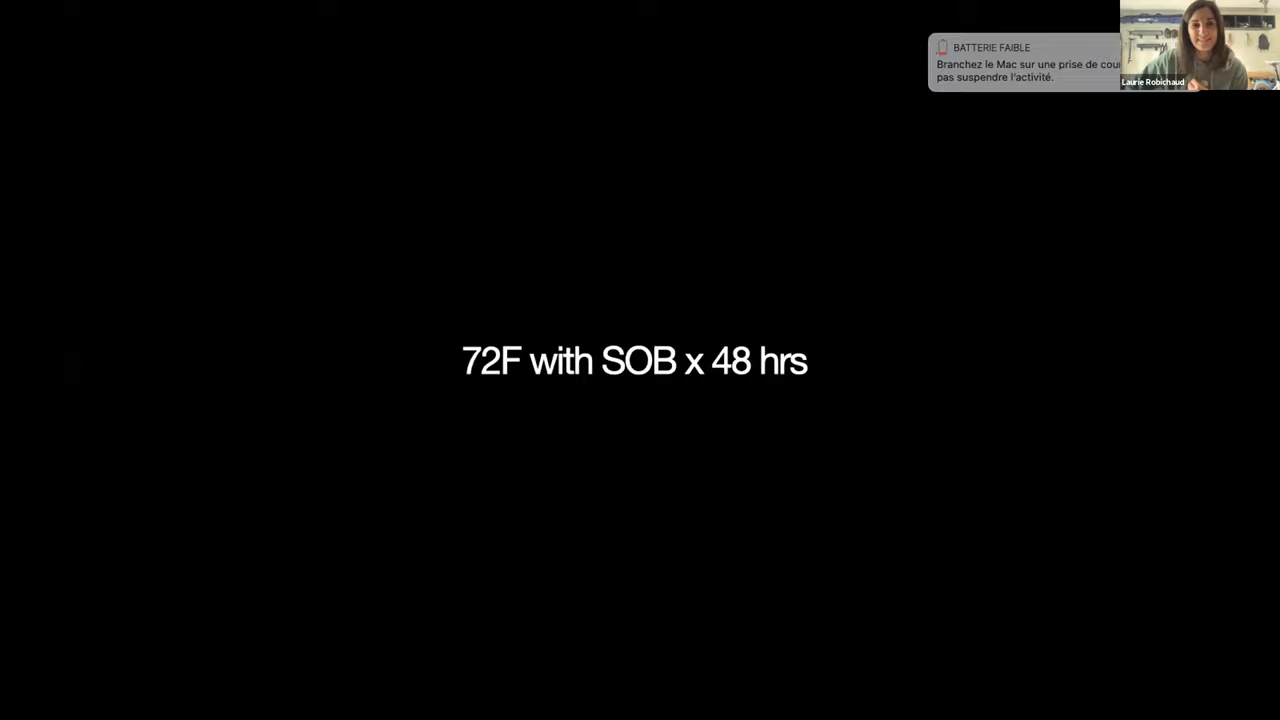 BATTERIE FAIBLE
Branchez le Mac sur une prise de
pas suspendre l'activité.
Laurie Robichaud
72F with SOB x 48 hrs